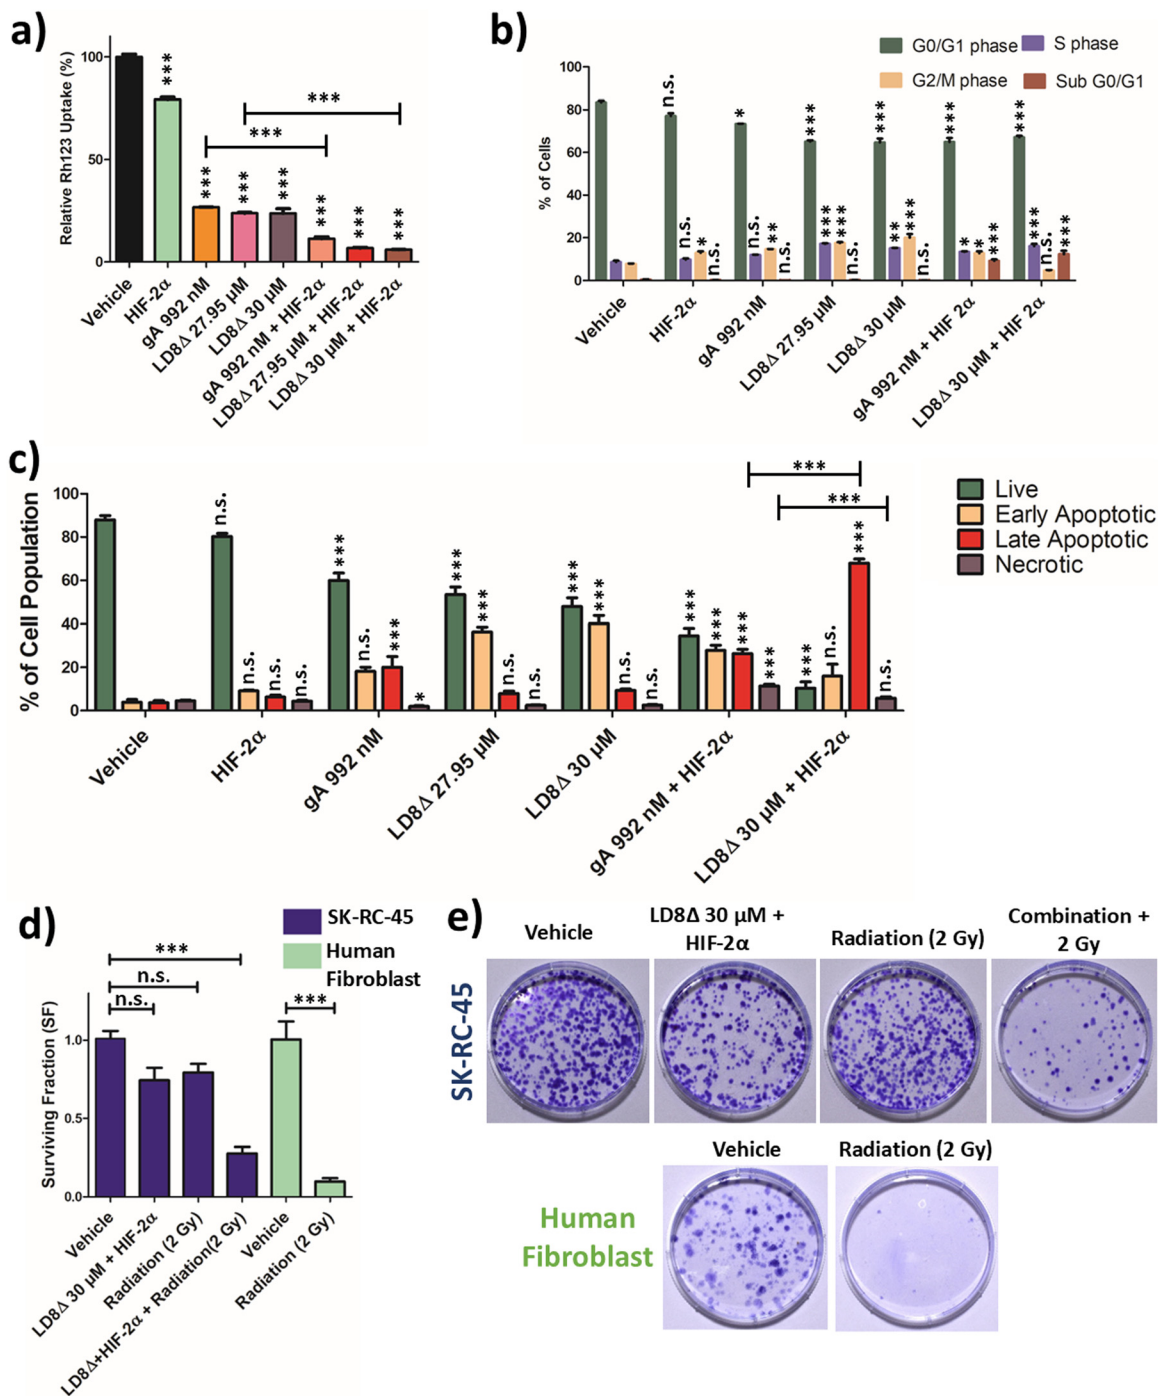 a)
Relative Rh123 Uptake (%)
100
50
0
***
***
***
***
***
***
***
***
***
Vehicle
HIF-2α
gA 992 nM
LD8Δ 27.95 µM
LD8Δ 30 µM
gA 992 nM + HIF-2α
LD8Δ 27.95 µM + HIF-2α
LD8Δ 30 µM + HIF-2α
b)
G0/G1 phase
S phase
G2/M phase
Sub G0/G1
% of Cells
100
80
60
40
20
0
n.s.
n.s.
*
n.s.
*
n.s.
**
n.s.
***
***
***
n.s.
***
**
***
n.s.
***
*
**
***
***
***
n.s.
***
Vehicle
HIF-2α
gA 992 nM
LD8Δ 27.95 µM
LD8Δ 30 µM
gA 992 nM + HIF 2α
LD8Δ 30 µM + HIF 2α
c)
% of Cell Population
100
80
60
40
20
0
***
***
Live
Early Apoptotic
Late Apoptotic
Necrotic
n.s.
n.s.
n.s.
n.s.
***
n.s.
***
*
***
***
n.s.
n.s.
***
***
n.s.
n.s.
***
***
***
***
***
n.s.
***
n.s.
Vehicle
HIF-2α
gA 992 nM
LD8Δ 27.95 µM
LD8Δ 30 µM
gA 992 nM + HIF-2α
LD8Δ 30 µM + HIF-2α
d)
SK-RC-45
Human
Fibroblast
Surviving Fraction (SF)
1.0
0.5
0.0
***
n.s.
n.s.
***
Vehicle
LD8Δ 30 µM + HIF-2α
Radiation (2 Gy)
LD8Δ+HIF-2α + Radiation(2 Gy)
Vehicle
Radiation (2 Gy)
e)
Vehicle
LD8Δ 30 µM +
HIF-2α
Radiation (2 Gy)
Combination +
2 Gy
SK-RC-45
Vehicle
Radiation (2 Gy)
Human
Fibroblast